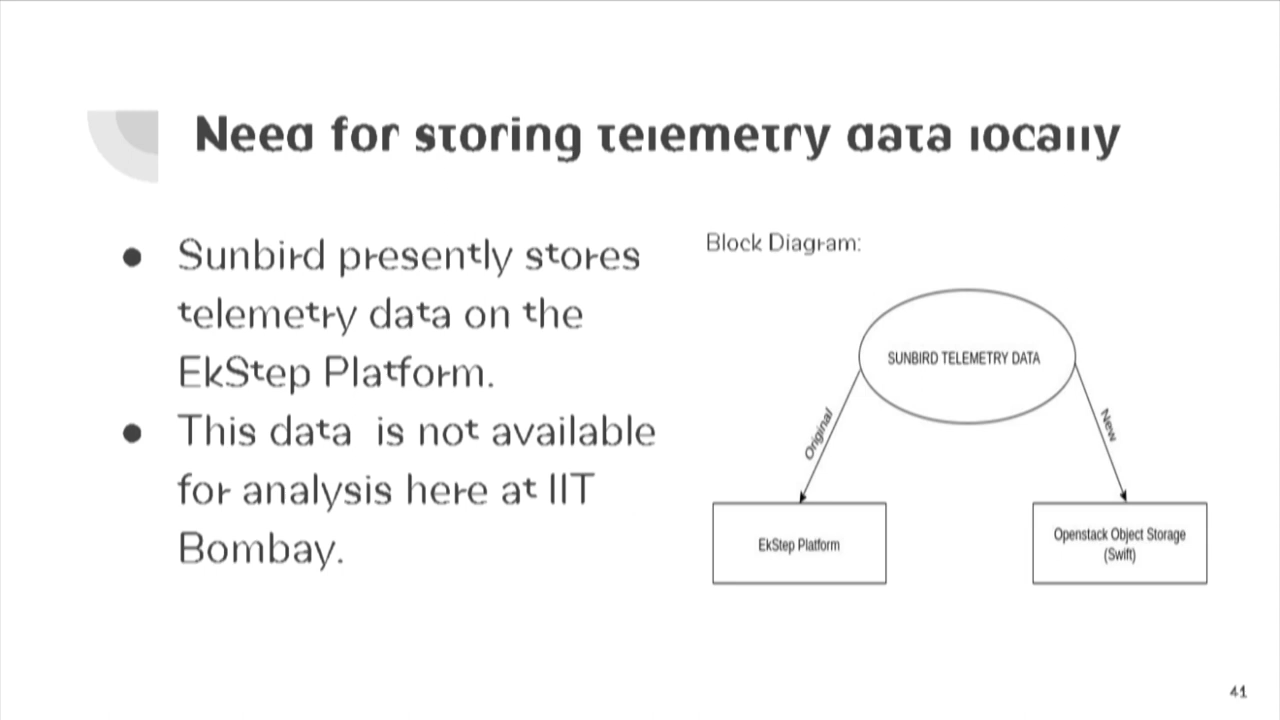 Need for storing telemetry data locally
● Sunbird presently stores
telemetry data on the
EkStep Platform.
● This data  is not available
for analysis here at IIT
Bombay.
Block Diagram:
SUNBIRD TELEMETRY DATA
Original
New
EkStep Platform
Openstack Object Storage
(Swift)
41